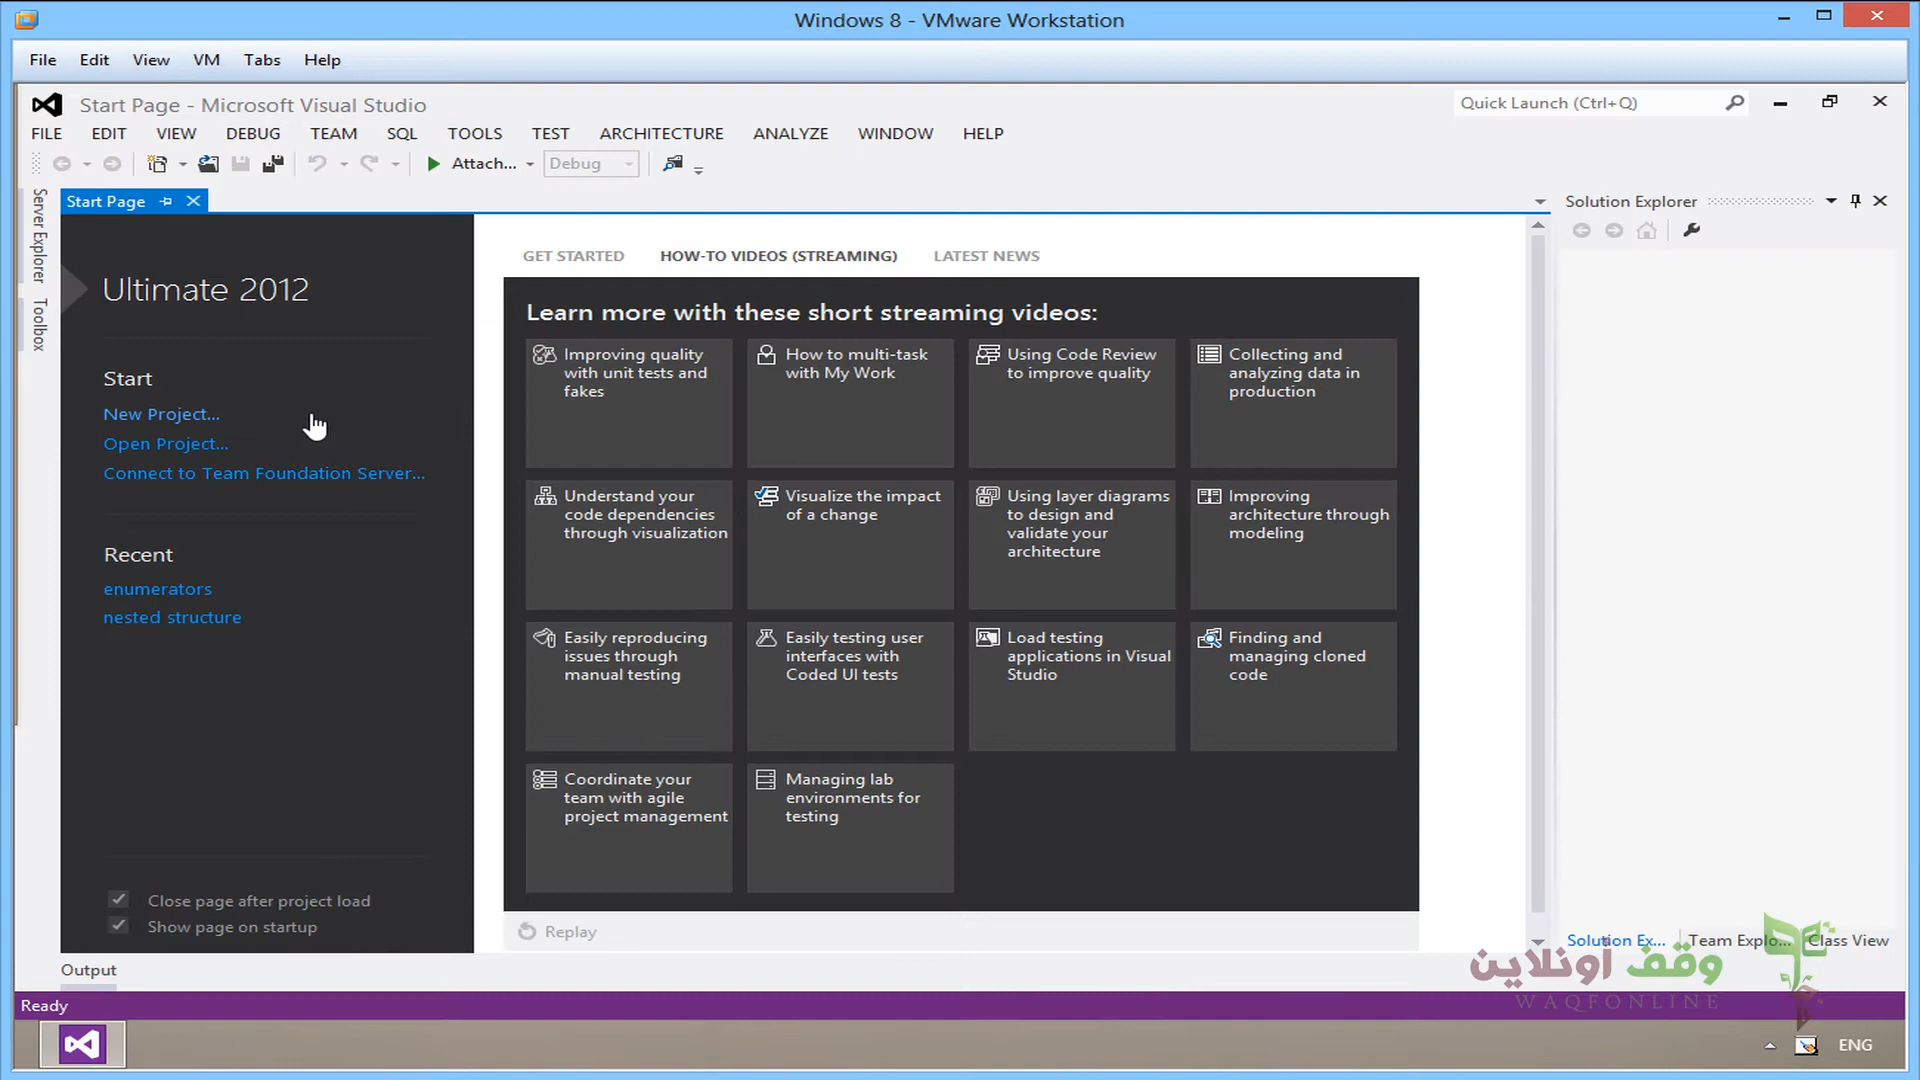 Windows 8 - VMware Workstation
File Edit View VM Tabs Help
Start Page - Microsoft Visual Studio
Quick Launch (Ctrl+Q)
FILE EDIT VIEW DEBUG TEAM SQL TOOLS TEST ARCHITECTURE ANALYZE WINDOW HELP
Attach... Debug
Server Explorer
Toolbox
Start Page
Ultimate 2012
Start
New Project...
Open Project...
Connect to Team Foundation Server...
Recent
enumerators
nested structure
Close page after project load
Show page on startup
GET STARTED HOW-TO VIDEOS (STREAMING) LATEST NEWS
Learn more with these short streaming videos:
Improving quality
with unit tests and
fakes
How to multi-task
with My Work
Using Code Review
to improve quality
Collecting and
analyzing data in
production
Understand your
code dependencies
through visualization
Visualize the impact
of a change
Using layer diagrams
to design and
validate your
architecture
Improving
architecture through
modeling
Easily reproducing
issues through
manual testing
Easily testing user
interfaces with
Coded UI tests
Load testing
applications in Visual
Studio
Finding and
managing cloned
code
Coordinate your
team with agile
project management
Managing lab
environments for
testing
Replay
Solution Explorer
Solution Ex... Team Explo... Class View
Output
Ready
وقف أونلاين
WAQFONLINE
ENG